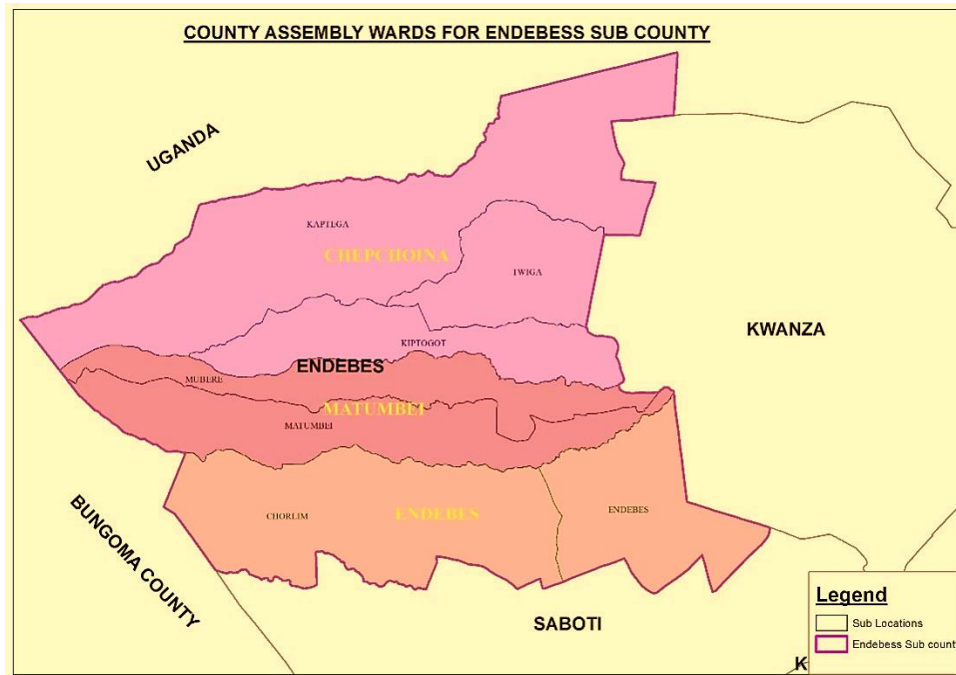 COUNTY ASSEMBLY WARDS FOR ENDEBESS SUB COUNTY
UGANDA
KAPTEGA
CHEPCHOINA
TWIGA
KWANZA
KIPTOGOT
ENDEBES
MUBERE
MATUMBEI
MATUMBEI
CHORLIM
ENDEBES
ENDEBES
BUNGOMA COUNTY
SABOTI
Legend
Sub Locations
Endebess Sub count
K